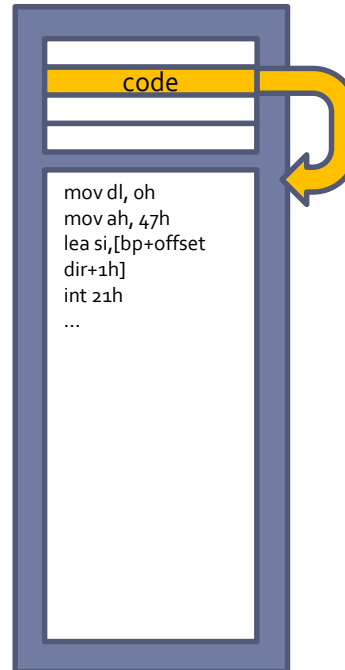 code
mov dl, 0h
mov ah, 47h
lea si,[bp+offset
dir+1h]
int 21h
...